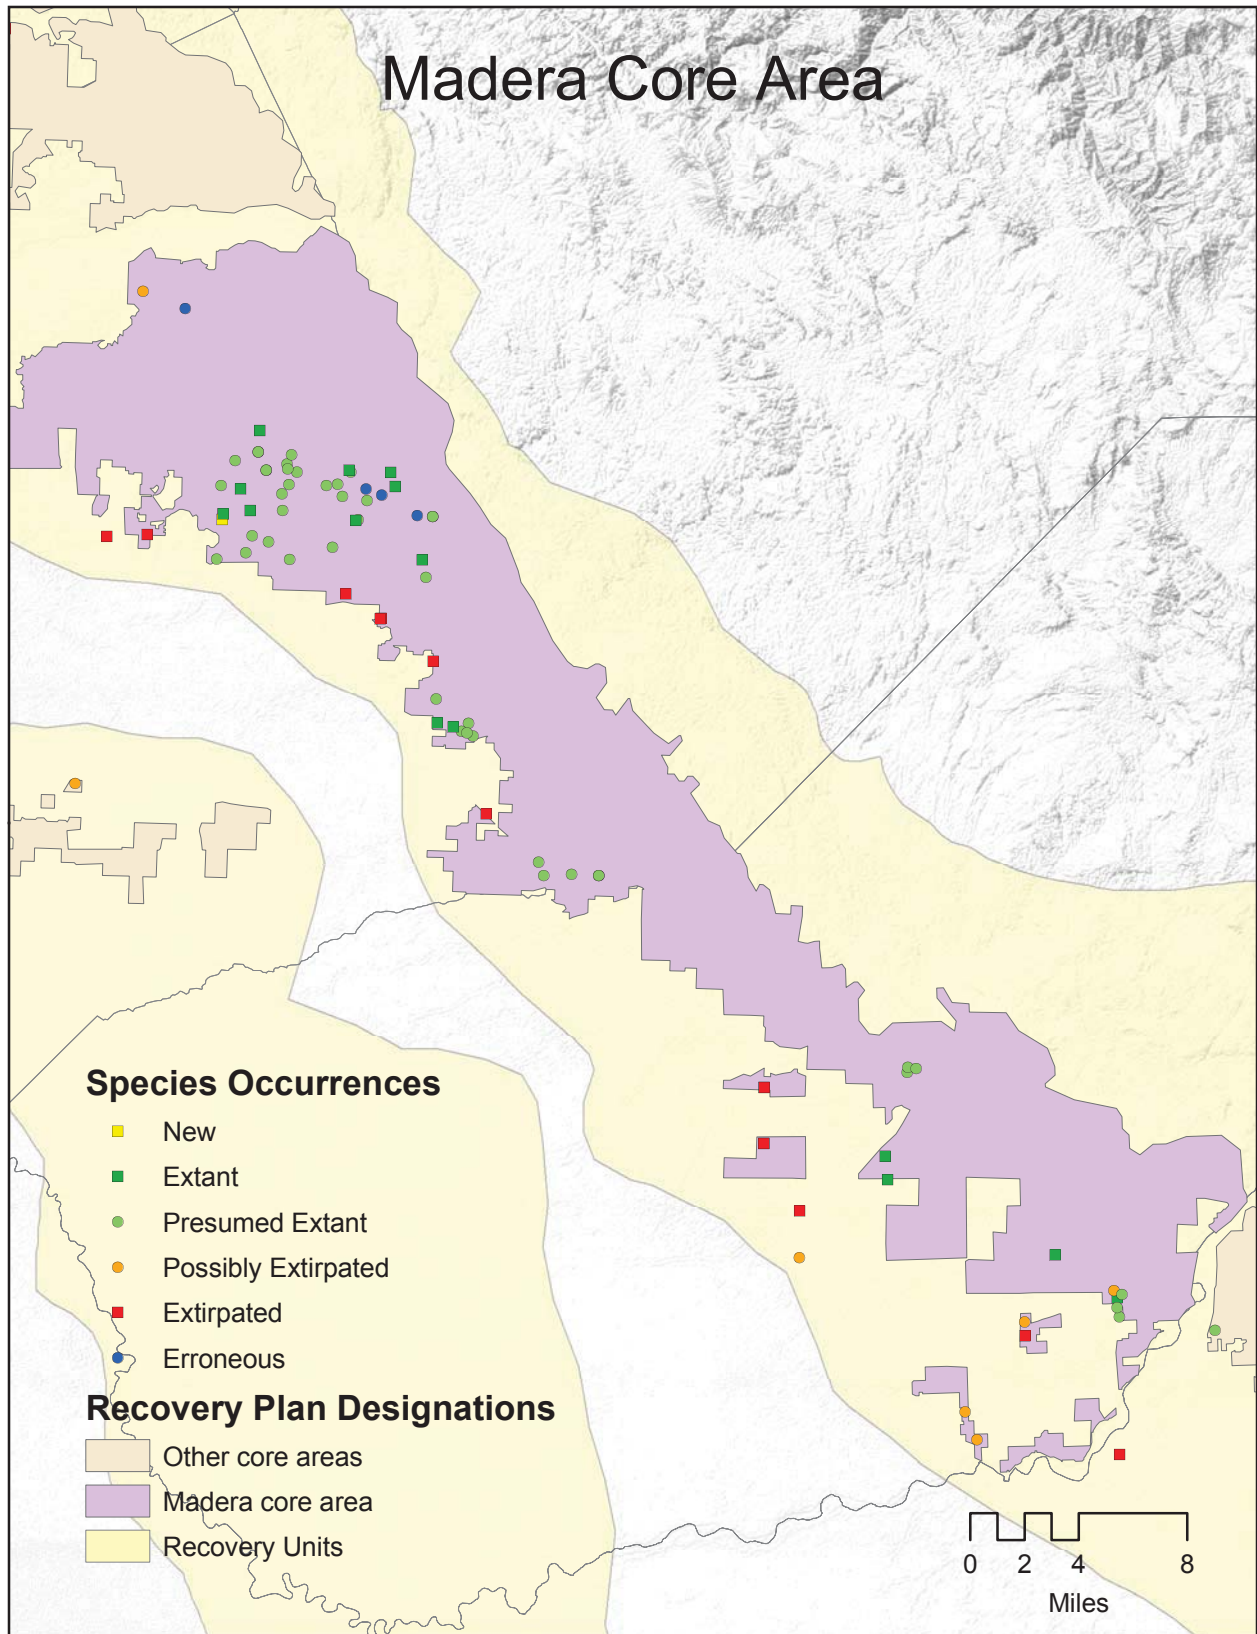 Madera Core Area
Species Occurrences
New
Extant
Presumed Extant
Possibly Extirpated
Extirpated
Erroneous
Recovery Plan Designations
Other core areas
Madera core area
Recovery Units
0 2 4 8
Miles